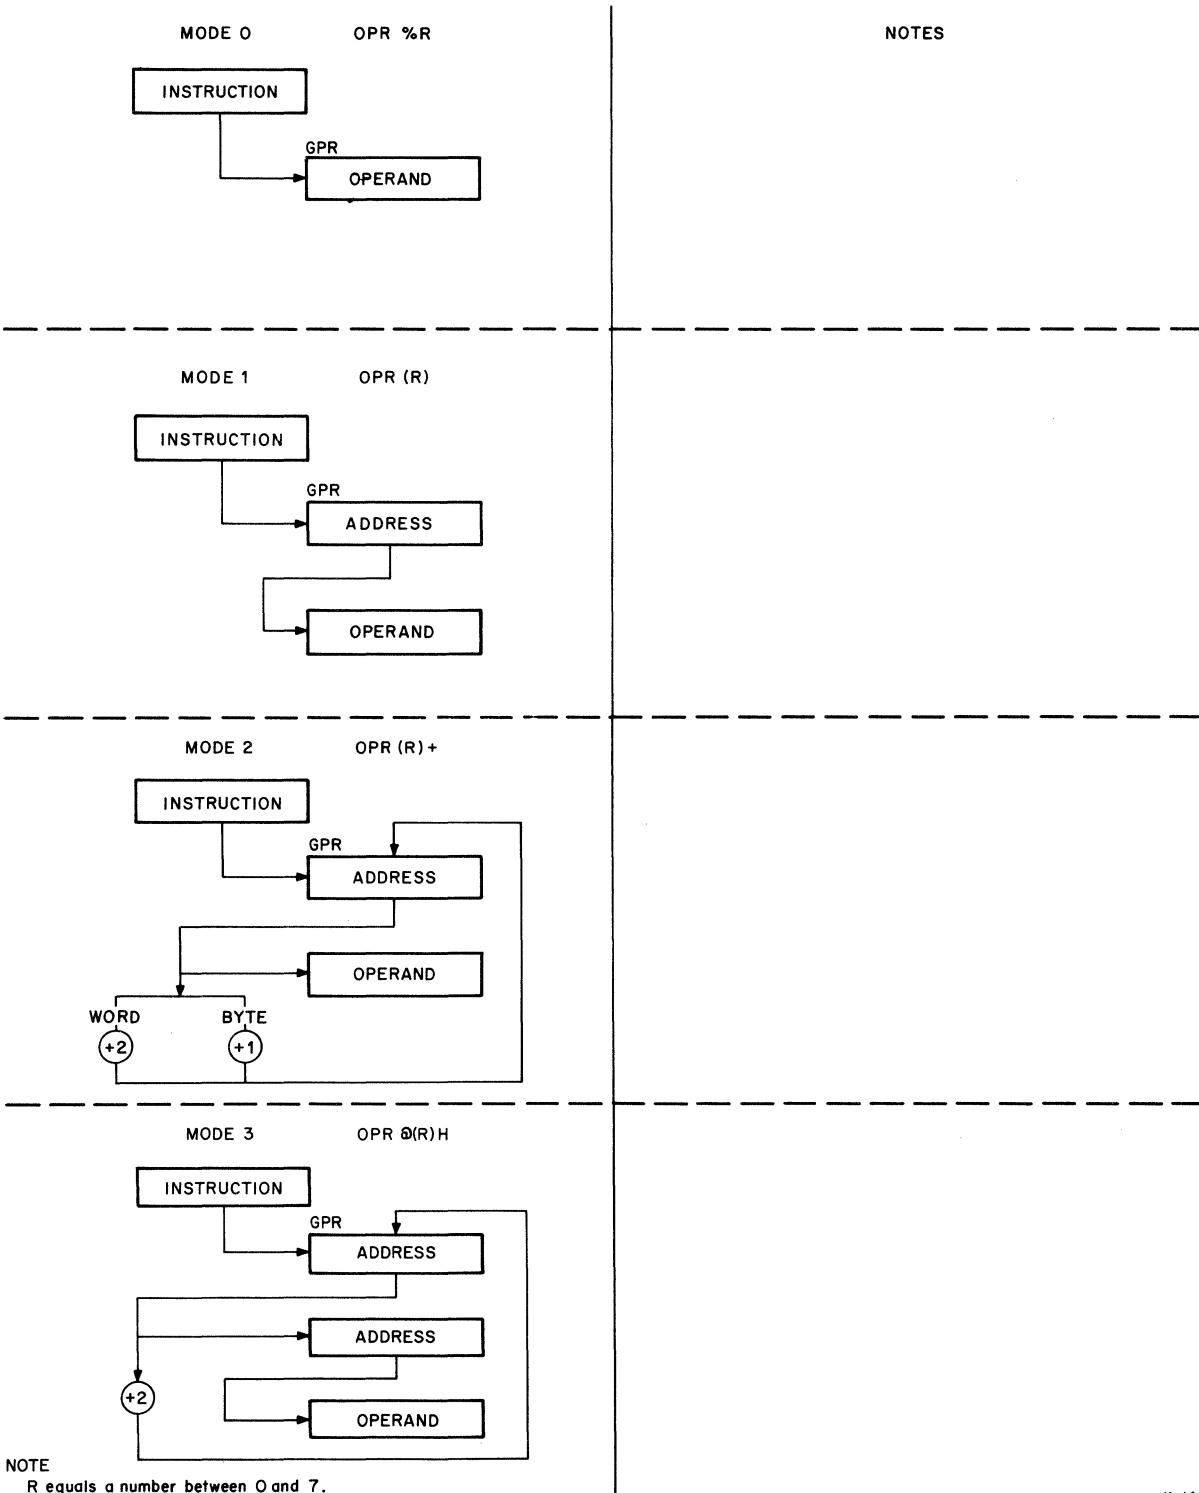 MODE 0 OPR %R NOTES
INSTRUCTION
GPR
OPERAND
MODE 1 OPR (R)
INSTRUCTION
GPR
ADDRESS
OPERAND
MODE 2 OPR (R) +
INSTRUCTION
GPR
ADDRESS
OPERAND
WORD BYTE
+2 +1
MODE 3 OPR @(R)H
INSTRUCTION
GPR
ADDRESS
ADDRESS
+2
OPERAND
NOTE
R equals a number between 0 and 7.